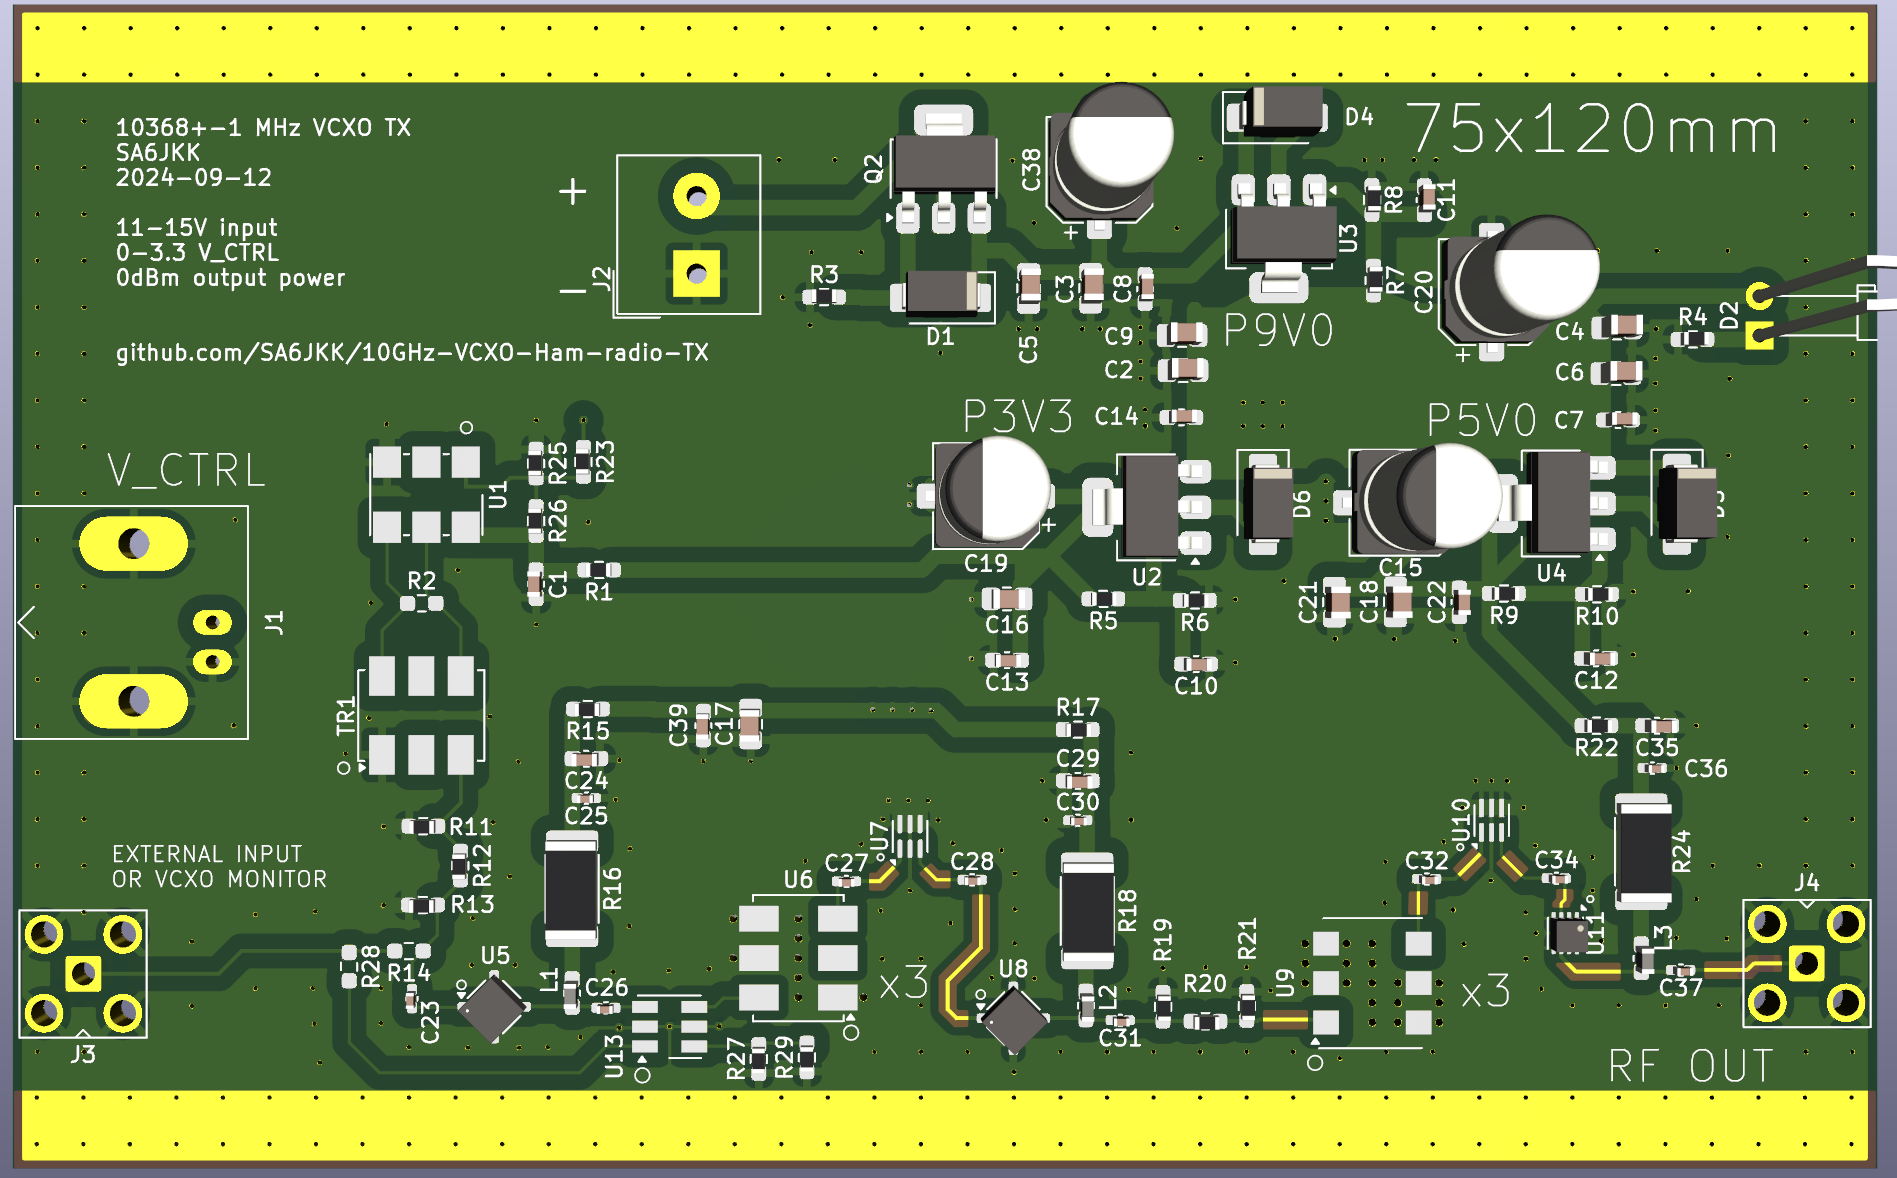 10368+-1 MHz VCXO TX
SA6JKK
2024-09-12
11-15V input
0-3.3 V_CTRL
0dBm output power
github.com/SA6JKK/10GHz-VCXO-Ham-radio-TX
75x120mm
+
−
J2
Q2
C38
+
D4
U3
R8
C11
R7
C20
+
R3
D1
C5
C3
C8
C9
C2
C14
P9V0
C4
C6
C7
R4
D2
P3V3
P5V0
V_CTRL
U1
R25
R23
R26
C1
R1
R2
J1
C19
+
U2
D6
C15
U4
C16
C13
R5
R6
C10
C21
C18
C22
R9
R10
C12
TR1
R15
C39
C17
C24
C25
R17
C29
C30
R22
C35
C36
R11
R12
R13
EXTERNAL INPUT
OR VCXO MONITOR
R16
U6
C27
U7
C28
R18
C32
U10
C34
R24
J4
J3
R28
R14
C23
U5
L1
C26
U13
R27
R29
x3
U8
L2
C31
R19
R20
R21
U9
x3
U11
L3
C37
RF OUT